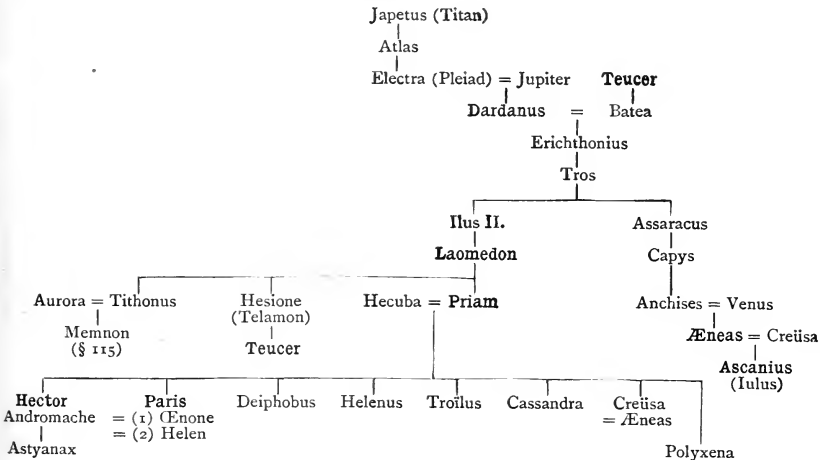 Japetus (Titan)
Atlas
Electra (Pleiad) = Jupiter Teucer
Dardanus = Batea
Erichthonius
Tros
Ilus II. Assaracus
Laomedon Capys
Aurora = Tithonus Hesione Hecuba = Priam Anchises = Venus
(Telamon)
Memnon Æneas = Creüsa
(§ 115) Teucer
Ascanius
(Iulus)
Hector Paris Deiphobus Helenus Troïlus Cassandra Creüsa
Andromache = (1) Œnone = Æneas
= (2) Helen
Astyanax Polyxena